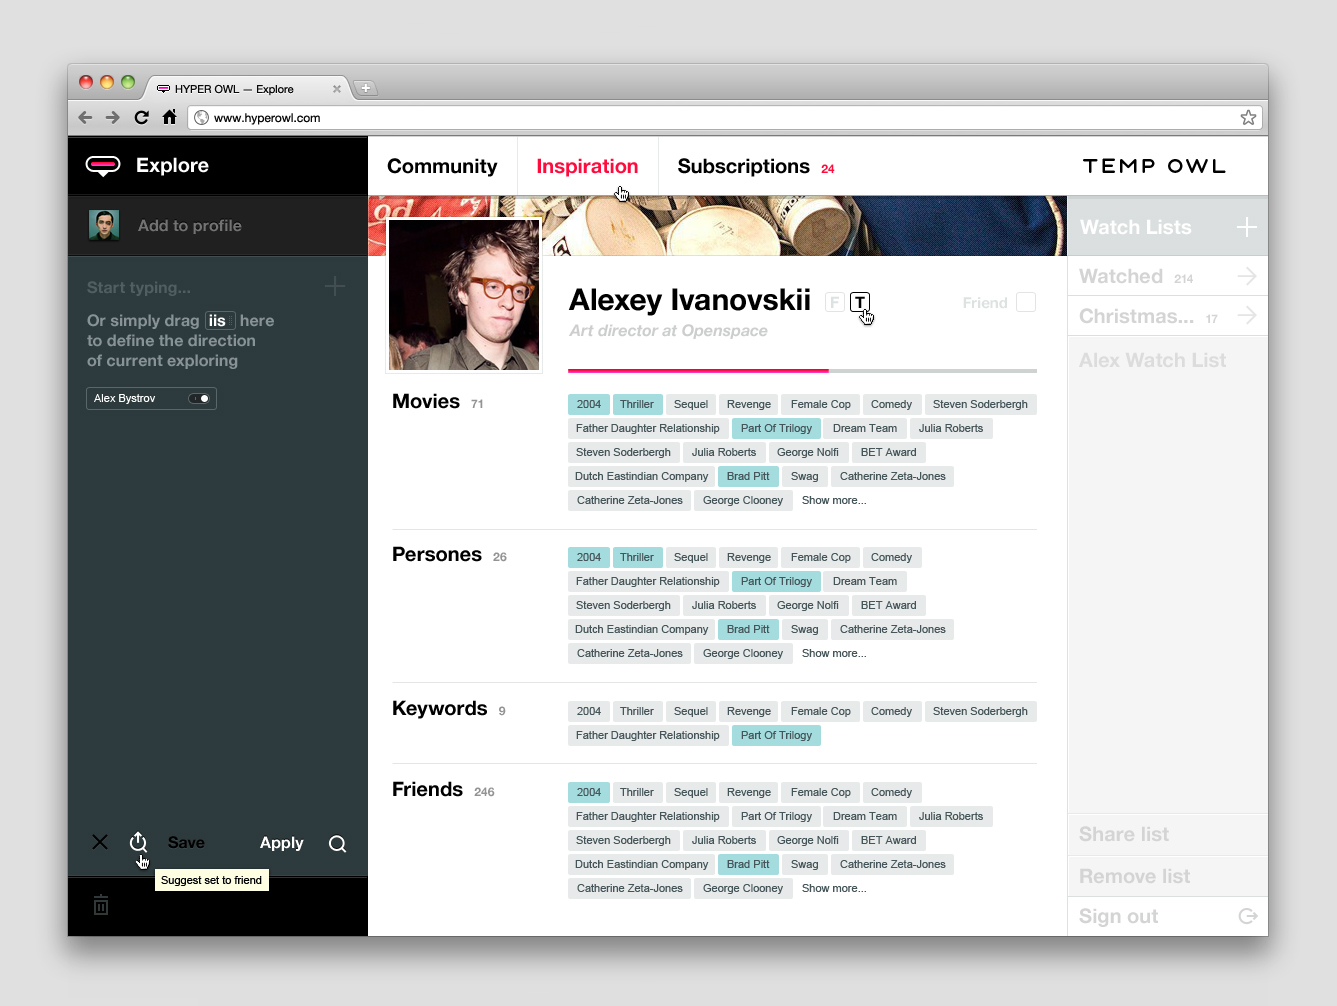 HYPER OWL — Explore
www.hyperowl.com
Explore
Community
Inspiration
Subscriptions 24
TEMP OWL
Add to profile
Start typing...
Or simply drag iis here
to define the direction
of current exploring
Alex Bystrov
Save
Apply
Suggest set to friend
od
Alexey Ivanovskii F T
Friend
Art director at Openspace
Movies 71
2004 Thriller Sequel Revenge Female Cop Comedy Steven Soderbergh
Father Daughter Relationship Part Of Trilogy Dream Team Julia Roberts
Steven Soderbergh Julia Roberts George Nolfi BET Award
Dutch Eastindian Company Brad Pitt Swag Catherine Zeta-Jones
Catherine Zeta-Jones George Clooney Show more...
Persones 26
2004 Thriller Sequel Revenge Female Cop Comedy
Father Daughter Relationship Part Of Trilogy Dream Team
Steven Soderbergh Julia Roberts George Nolfi BET Award
Dutch Eastindian Company Brad Pitt Swag Catherine Zeta-Jones
Catherine Zeta-Jones George Clooney Show more...
Keywords 9
2004 Thriller Sequel Revenge Female Cop Comedy Steven Soderbergh
Father Daughter Relationship Part Of Trilogy
Friends 246
2004 Thriller Sequel Revenge Female Cop Comedy
Father Daughter Relationship Part Of Trilogy Dream Team Julia Roberts
Steven Soderbergh Julia Roberts George Nolfi BET Award
Dutch Eastindian Company Brad Pitt Swag Catherine Zeta-Jones
Catherine Zeta-Jones George Clooney Show more...
Watch Lists
Watched 214
Christmas... 17
Alex Watch List
Share list
Remove list
Sign out